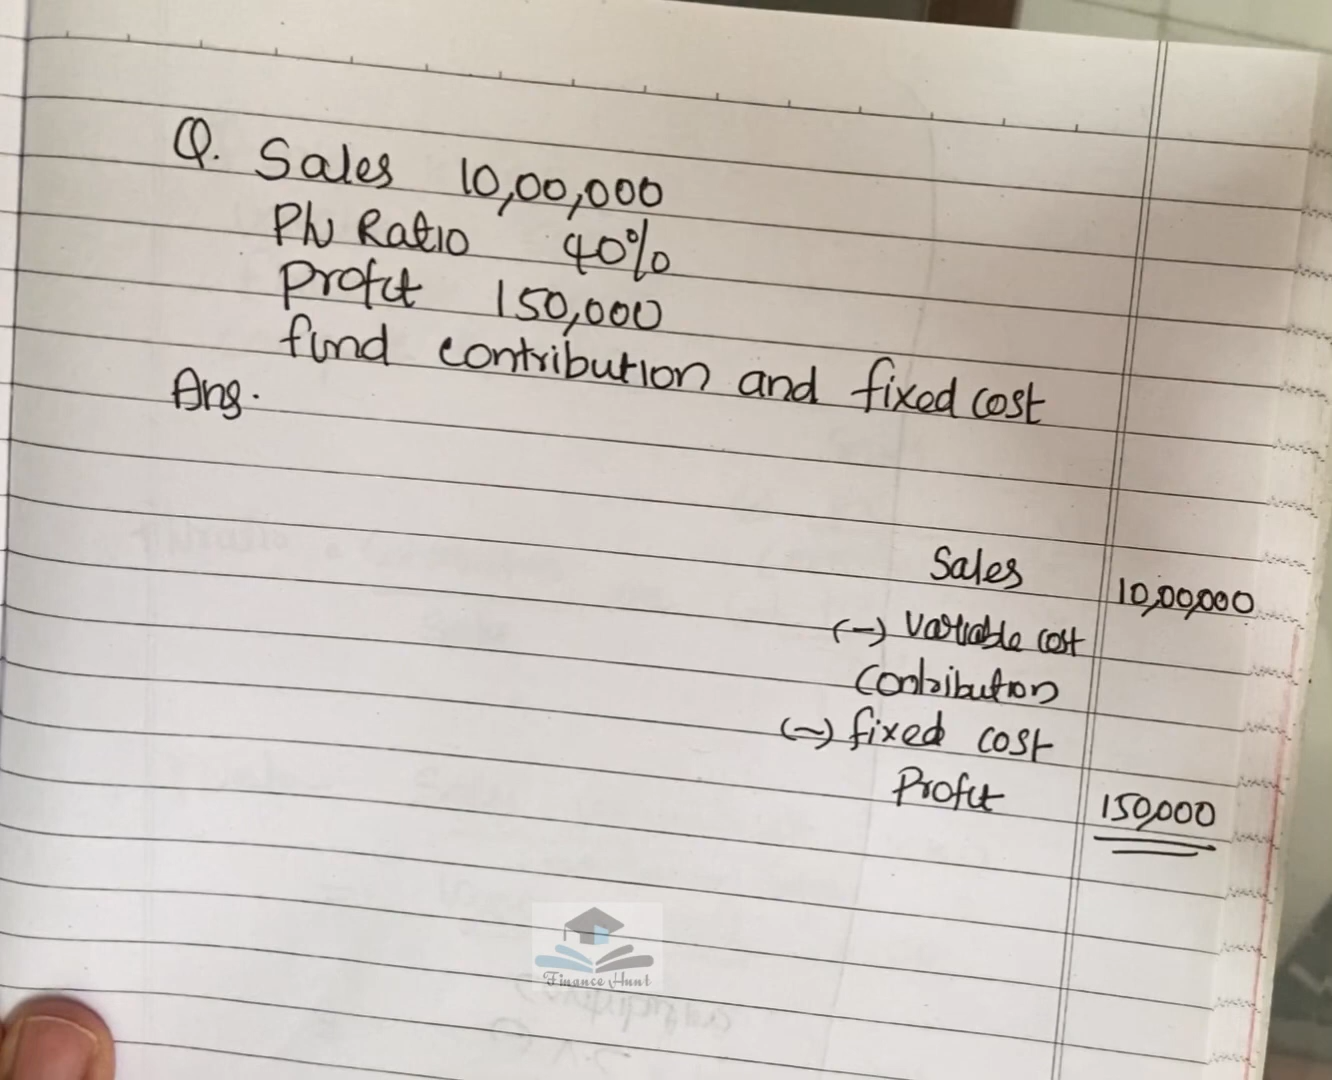 Q. Sales 10,00,000
P/V Ratio 40%
Profit 150,000
find contribution and fixed cost
Ans.
Sales 10,00,000
(-) Variable cost
Contribution
(-) fixed cost
Profit 150,000
Finance Hunt